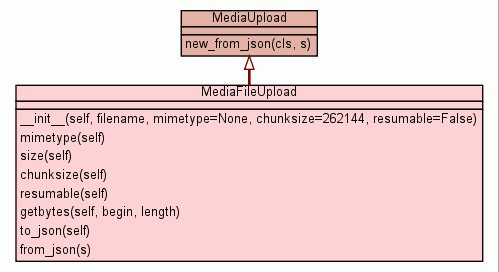 MediaUpload
new_from_json(cls, s)
MediaFileUpload
__init__(self, filename, mimetype=None, chunksize=262144, resumable=False)
mimetype(self)
size(self)
chunksize(self)
resumable(self)
getbytes(self, begin, length)
to_json(self)
from_json(s)